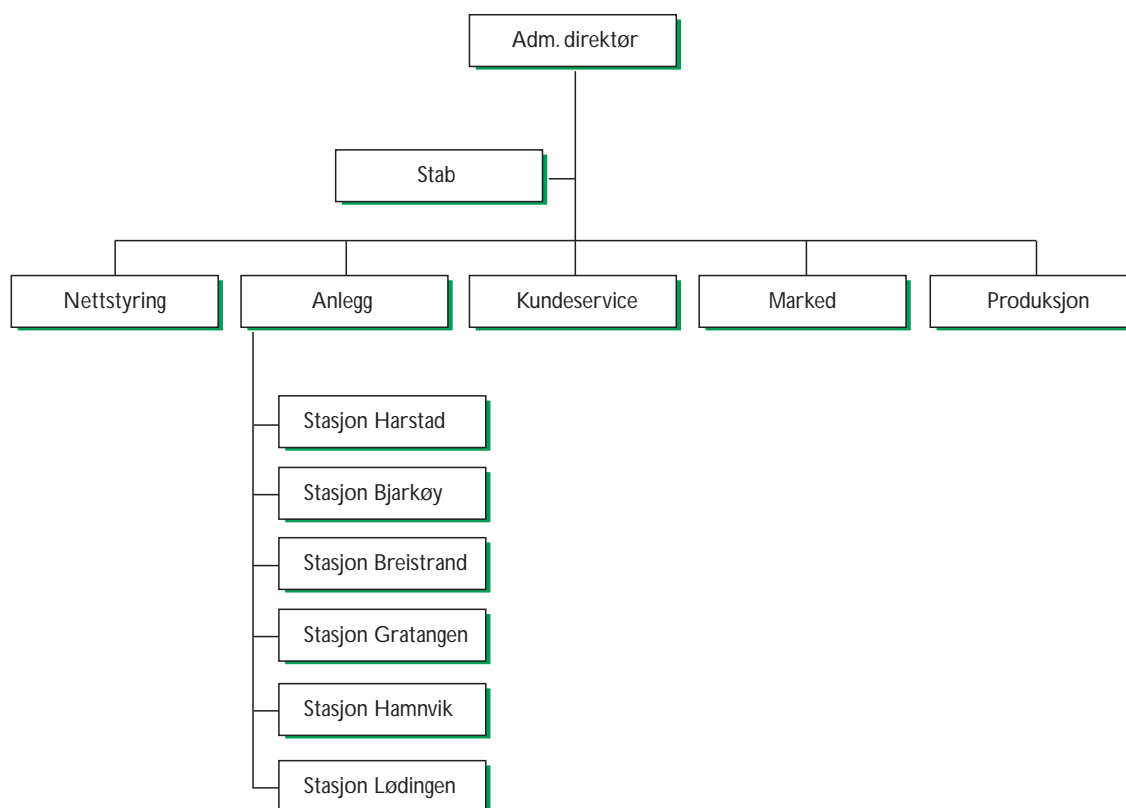 Adm. direktør
Stab
Nettstyring
Anlegg
Kundeservice
Marked
Produksjon
Stasjon Harstad
Stasjon Bjarkøy
Stasjon Breistrand
Stasjon Gratangen
Stasjon Hamnvik
Stasjon Lødingen